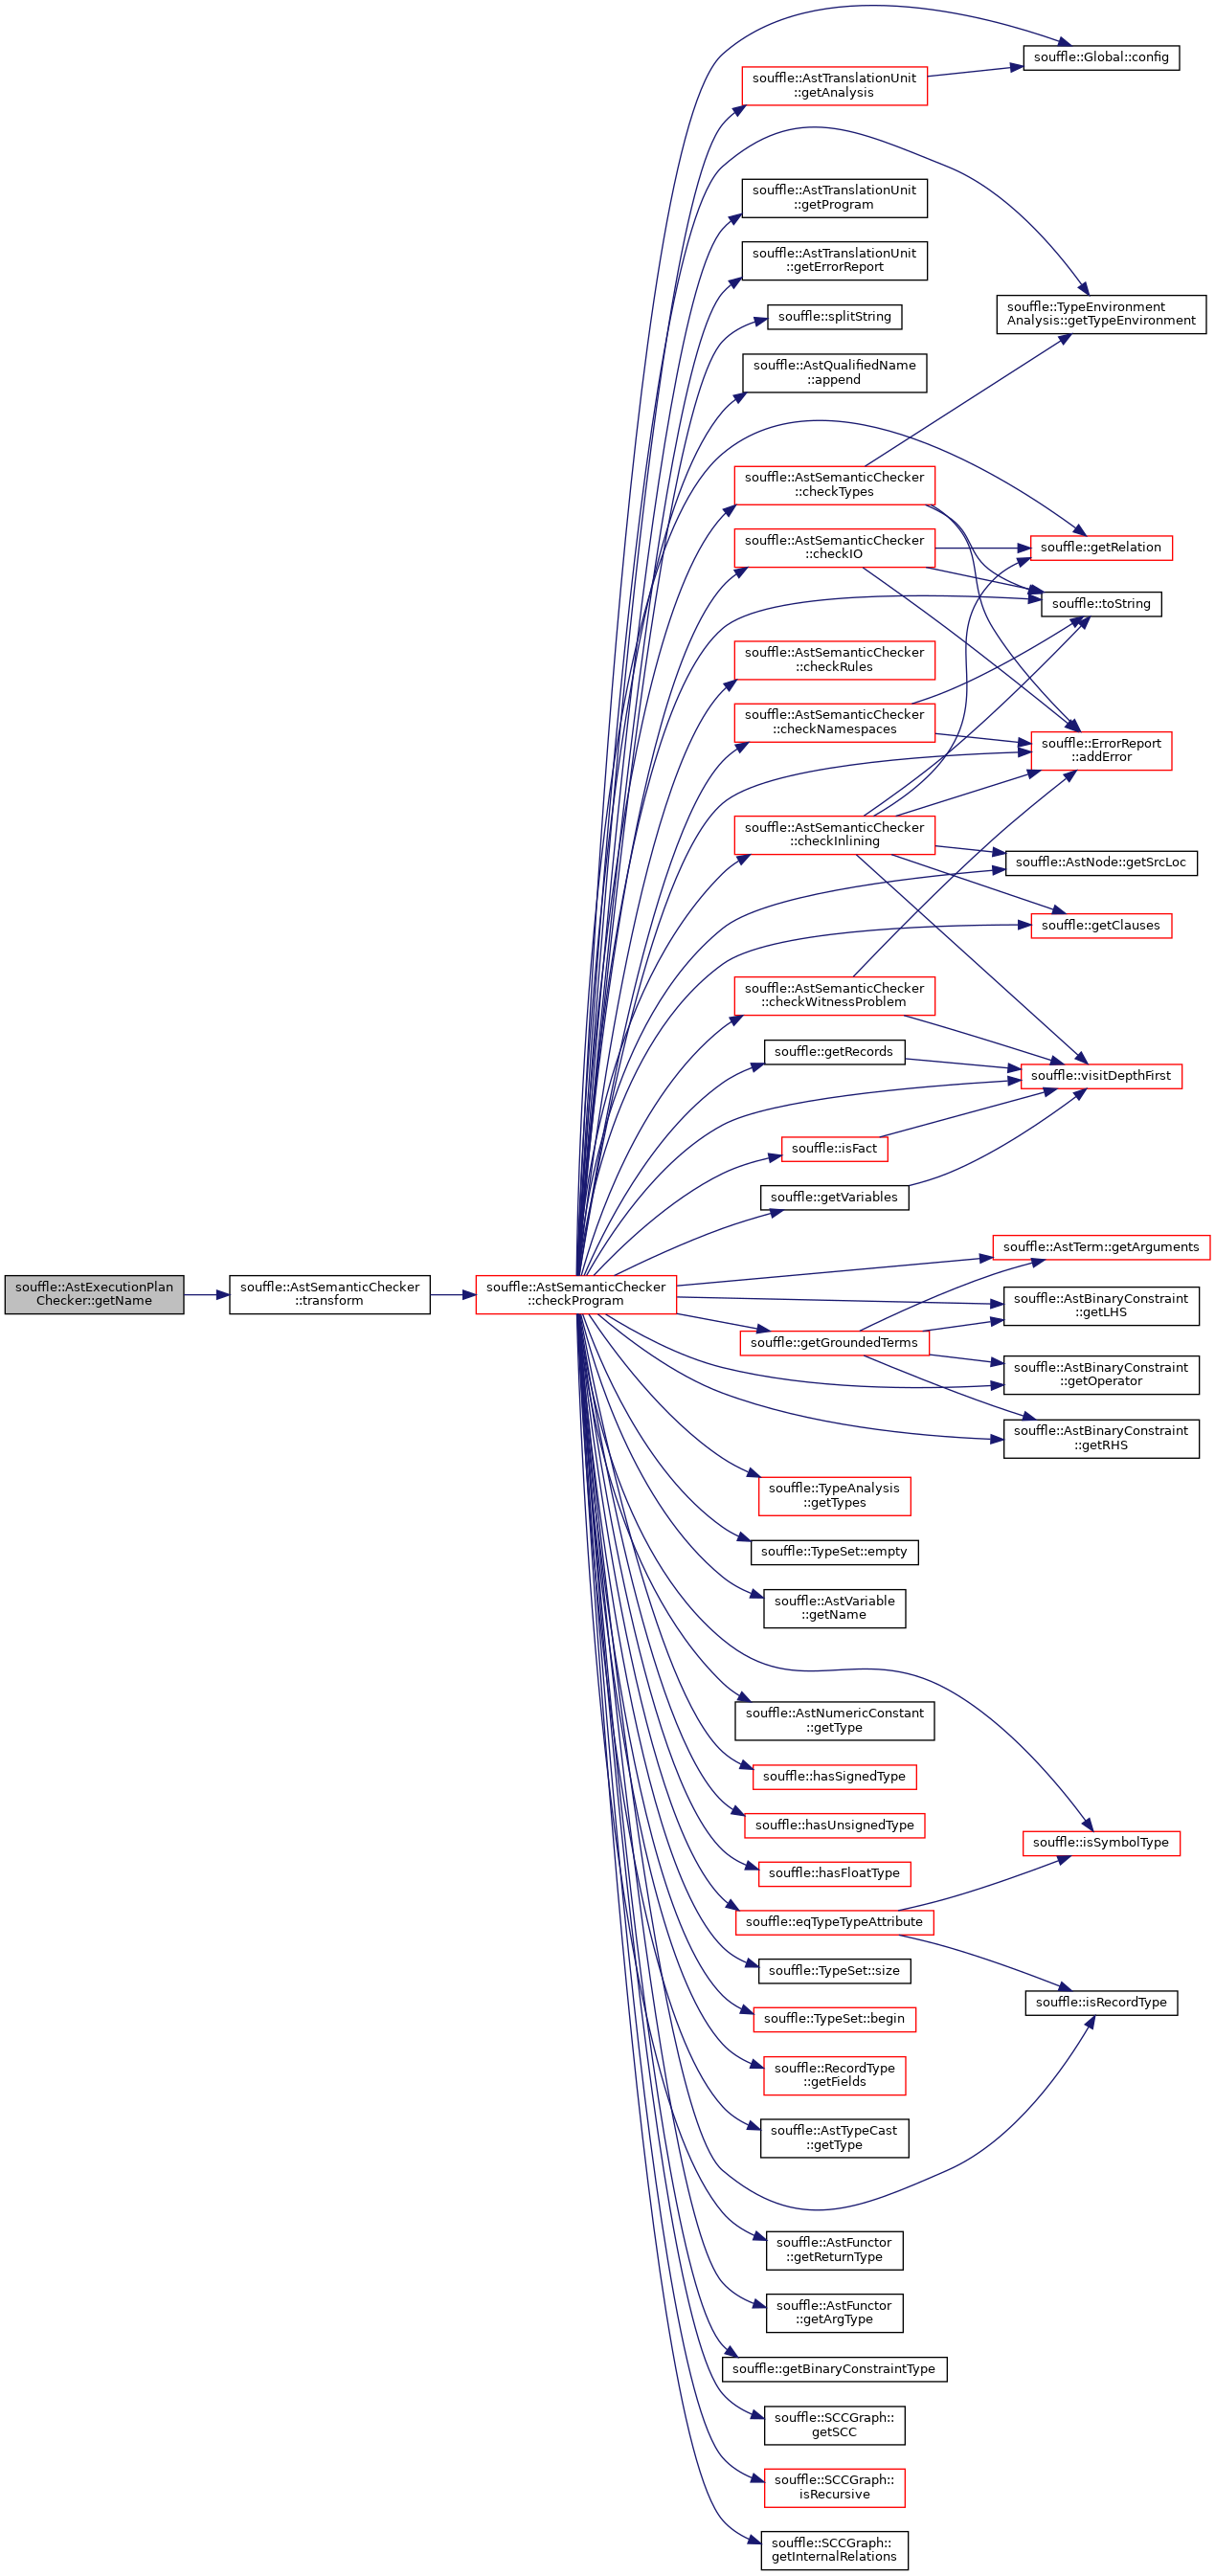 souffle::Global::config
souffle::AstTranslationUnit
::getAnalysis
souffle::AstTranslationUnit
::getProgram
souffle::AstTranslationUnit
::getErrorReport
souffle::TypeEnvironment
Analysis::getTypeEnvironment
souffle::splitString
souffle::AstQualifiedName
::append
souffle::AstSemanticChecker
::checkTypes
souffle::AstSemanticChecker
::checkIO
souffle::getRelation
souffle::toString
souffle::AstSemanticChecker
::checkRules
souffle::AstSemanticChecker
::checkNamespaces
souffle::ErrorReport
::addError
souffle::AstSemanticChecker
::checkInlining
souffle::AstNode::getSrcLoc
souffle::getClauses
souffle::AstSemanticChecker
::checkWitnessProblem
souffle::getRecords
souffle::visitDepthFirst
souffle::isFact
souffle::getVariables
souffle::AstTerm::getArguments
souffle::AstExecutionPlan
Checker::getName
souffle::AstSemanticChecker
::transform
souffle::AstSemanticChecker
::checkProgram
souffle::AstBinaryConstraint
::getLHS
souffle::getGroundedTerms
souffle::AstBinaryConstraint
::getOperator
souffle::AstBinaryConstraint
::getRHS
souffle::TypeAnalysis
::getTypes
souffle::TypeSet::empty
souffle::AstVariable
::getName
souffle::AstNumericConstant
::getType
souffle::hasSignedType
souffle::hasUnsignedType
souffle::isSymbolType
souffle::hasFloatType
souffle::eqTypeTypeAttribute
souffle::TypeSet::size
souffle::isRecordType
souffle::TypeSet::begin
souffle::RecordType
::getFields
souffle::AstTypeCast
::getType
souffle::AstFunctor
::getReturnType
souffle::AstFunctor
::getArgType
souffle::getBinaryConstraintType
souffle::SCCGraph::
getSCC
souffle::SCCGraph::
isRecursive
souffle::SCCGraph::
getInternalRelations